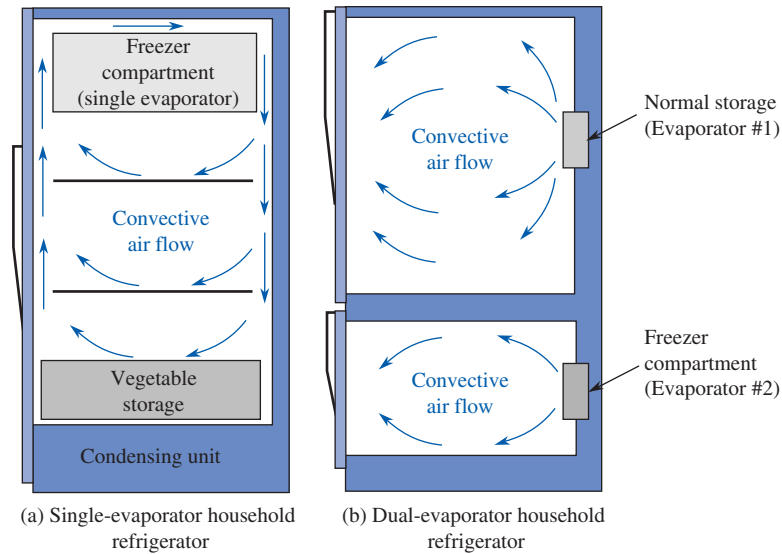 Freezer
compartment
(single evaporator)
Convective
air flow
Vegetable
storage
Condensing unit
(a) Single-evaporator household
refrigerator
Convective
air flow
Normal storage
(Evaporator #1)
Convective
air flow
Freezer
compartment
(Evaporator #2)
(b) Dual-evaporator household
refrigerator